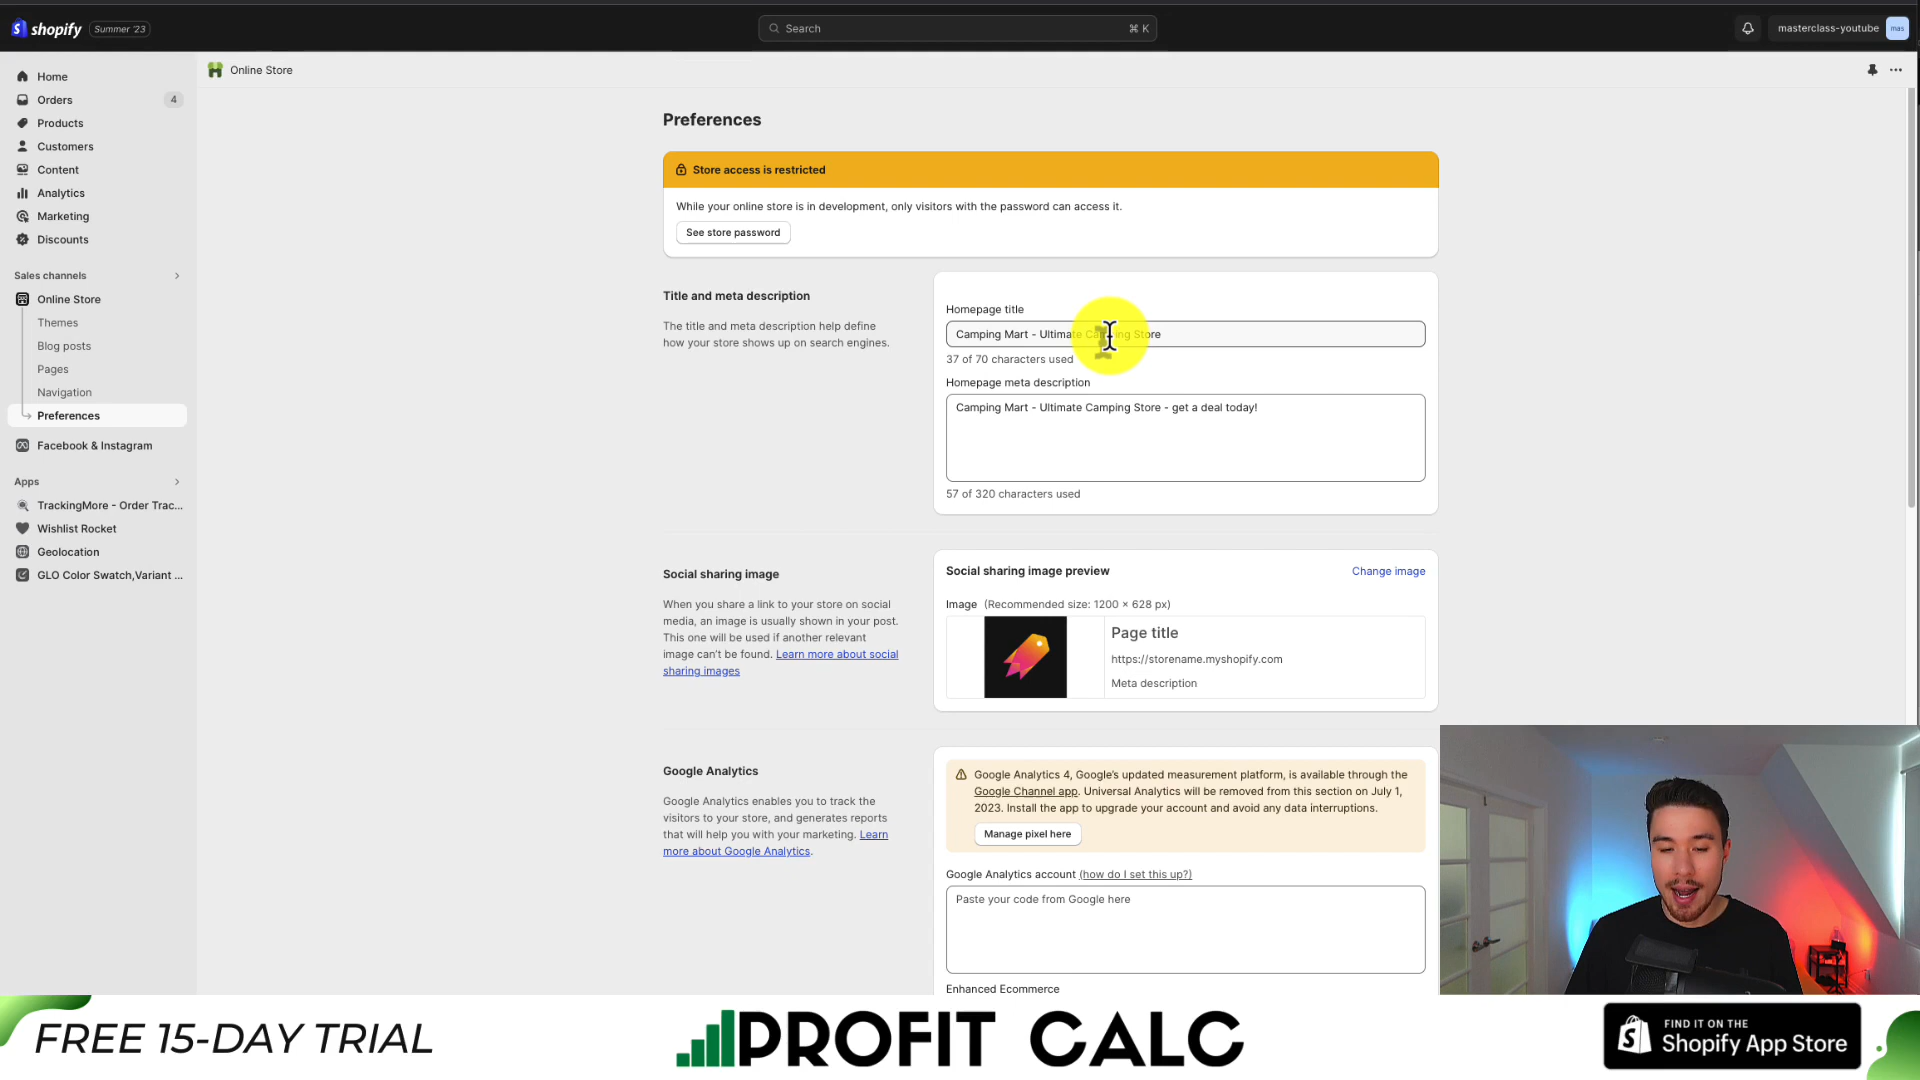 shopify
Summer '23
Search
⌘ K
masterclass-youtube
mas
Home
Orders
4
Products
Customers
Content
Analytics
Marketing
Discounts
Sales channels
Online Store
Themes
Blog posts
Pages
Navigation
Preferences
Facebook & Instagram
Apps
TrackingMore - Order Trac...
Wishlist Rocket
Geolocation
GLO Color Swatch,Variant ...
Online Store
Preferences
Store access is restricted
While your online store is in development, only visitors with the password can access it.
See store password
Title and meta description
The title and meta description help define
how your store shows up on search engines.
Homepage title
Camping Mart - Ultimate Camping Store
37 of 70 characters used
Homepage meta description
Camping Mart - Ultimate Camping Store - get a deal today!
57 of 320 characters used
Social sharing image
When you share a link to your store on social
media, an image is usually shown in your post.
This one will be used if another relevant
image can't be found. Learn more about social
sharing images
Social sharing image preview
Change image
Image (Recommended size: 1200 × 628 px)
Page title
https://storename.myshopify.com
Meta description
Google Analytics
Google Analytics enables you to track the
visitors to your store, and generates reports
that will help you with your marketing. Learn
more about Google Analytics.
Google Analytics 4, Google's updated measurement platform, is available through the
Google Channel app. Universal Analytics will be removed from this section on July 1,
2023. Install the app to upgrade your account and avoid any data interruptions.
Manage pixel here
Google Analytics account (how do I set this up?)
Paste your code from Google here
Enhanced Ecommerce
FREE 15-DAY TRIAL
PROFIT CALC
FIND IT ON THE
Shopify App Store